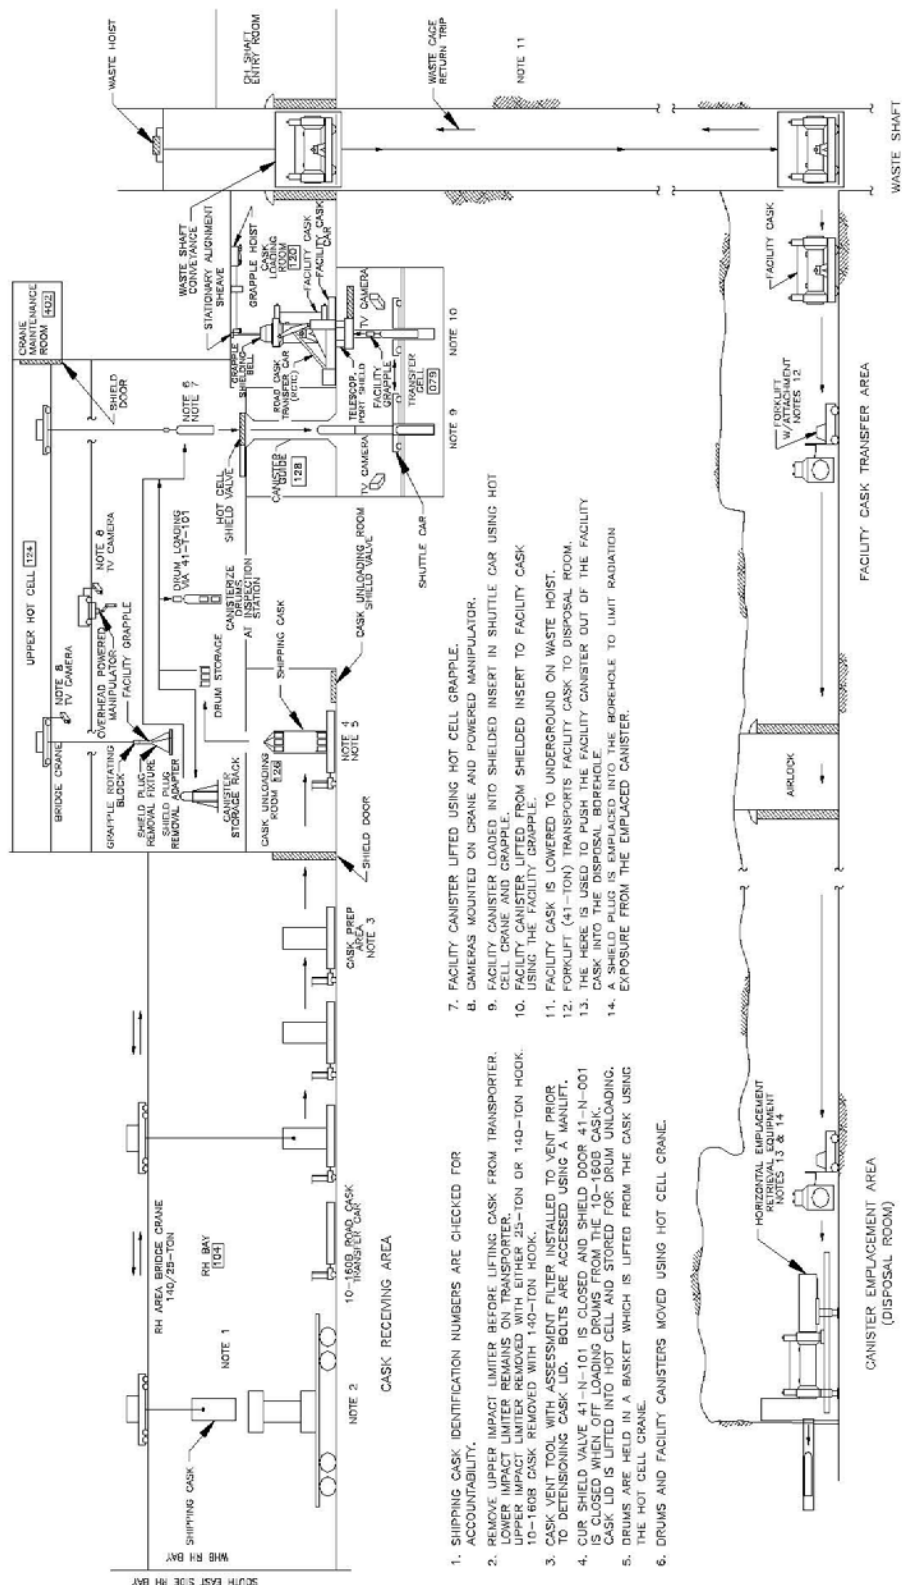 SOUTH EAST SIDE RH BAY
WHB RH BAY
SHIPPING CASK
NOTE 1
NOTE 2
RH AREA BRIDGE CRANE
140/25-TON
RH BAY
104
10-160B ROAD CASK
TRANSFER CAR
CASK RECEIVING AREA
CASK PREP
AREA
NOTE 3
SHIELD DOOR
UPPER HOT CELL 124
BRIDGE CRANE
NOTE 8
TV CAMERA
GRAPPLE ROTATING
BLOCK
SHIELD PLUG
REMOVAL FIXTURE
SHIELD PLUG
REMOVAL ADAPTER
OVERHEAD POWERED
MANIPULATOR
FACILITY GRAPPLE
NOTE 8
TV CAMERA
CANISTER
STORAGE RACK
CASK UNLOADING
ROOM 126
DRUM STORAGE
SHIPPING CASK
NOTE 4
NOTE 5
DRUM LOADING
VIA 41-T-101
CANISTERIZE
DRUMS
AT INSPECTION
STATION
CASK UNLOADING ROOM
SHIELD VALVE
CRANE
MAINTENANCE
ROOM 402
SHIELD
DOOR
NOTE 6
NOTE 7
HOT CELL
SHIELD VALVE
CANISTER
GUIDE
128
TV CAMERA
SHUTTLE CAR
NOTE 9
GRAPPLE
SHIELDING
BELL
ROAD CASK
TRANSFER CAR
(RCTC)
TELESCOP.
PORT SHIELD
FACILITY
GRAPPLE
TRANSFER
CELL 079
TV CAMERA
NOTE 10
WASTE SHAFT
CONVEYANCE
STATIONARY ALIGNMENT
SHEAVE
GRAPPLE HOIST
CASK
LOADING
ROOM
120
FACILITY CASK
FACILITY CASK
CAR
WASTE HOIST
CH SHAFT
ENTRY ROOM
WASTE CAGE
RETURN TRIP
NOTE 11
WASTE SHAFT
1. SHIPPING CASK IDENTIFICATION NUMBERS ARE CHECKED FOR
ACCOUNTABILITY.
2. REMOVE UPPER IMPACT LIMITER BEFORE LIFTING CASK FROM TRANSPORTER.
LOWER IMPACT LIMITER REMAINS ON TRANSPORTER.
UPPER IMPACT LIMITER REMOVED WITH EITHER 25-TON OR 140-TON HOOK.
10-160B CASK REMOVED WITH 140-TON HOOK.
3. CASK VENT TOOL WITH ASSESSMENT FILTER INSTALLED TO VENT PRIOR
TO DETENSIONING CASK LID. BOLTS ARE ACCESSED USING A MANLIFT.
4. CUR SHIELD VALVE 41-N-101 IS CLOSED AND SHIELD DOOR 41-N-001
IS CLOSED WHEN OFF LOADING DRUMS FROM THE 10-160B CASK.
CASK LID IS LIFTED INTO HOT CELL AND STORED FOR DRUM UNLOADING.
5. DRUMS ARE HELD IN A BASKET WHICH IS LIFTED FROM THE CASK USING
THE HOT CELL CRANE.
6. DRUMS AND FACILITY CANISTERS MOVED USING HOT CELL CRANE.
7. FACILITY CANISTER LIFTED USING HOT CELL GRAPPLE.
8. CAMERAS MOUNTED ON CRANE AND POWERED MANIPULATOR.
9. FACILITY CANISTER LOADED INTO SHIELDED INSERT IN SHUTTLE CAR USING HOT
CELL CRANE AND GRAPPLE.
10. FACILITY CANISTER LIFTED FROM SHIELDED INSERT TO FACILITY CASK
USING THE FACILITY GRAPPLE.
11. FACILITY CASK IS LOWERED TO UNDERGROUND ON WASTE HOIST.
12. FORKLIFT (41-TON) TRANSPORTS FACILITY CASK TO DISPOSAL ROOM.
13. THE HERE IS USED TO PUSH THE FACILITY CANISTER OUT OF THE FACILITY
CASK INTO THE DISPOSAL BOREHOLE.
14. A SHIELD PLUG IS EMPLACED INTO THE BOREHOLE TO LIMIT RADIATION
EXPOSURE FROM THE EMPLACED CANISTER.
HORIZONTAL EMPLACEMENT
RETRIEVAL EQUIPMENT
NOTES 13 & 14
CANISTER EMPLACEMENT AREA
(DISPOSAL ROOM)
AIRLOCK
FORKLIFT
W/ATTACHMENT
NOTES 12
FACILITY CASK
FACILITY CASK TRANSFER AREA